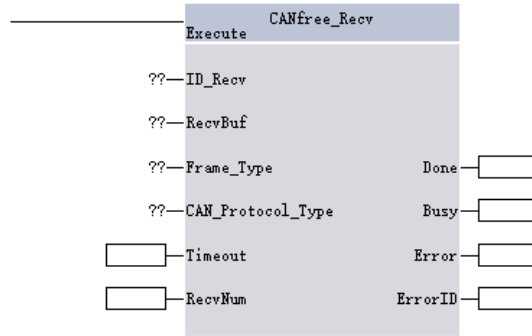 CANfree_Recv
Execute
?? ID_Recv
?? RecvBuf
?? Frame_Type Done
?? CAN_Protocol_Type Busy
Timeout Error
RecvNum ErrorID